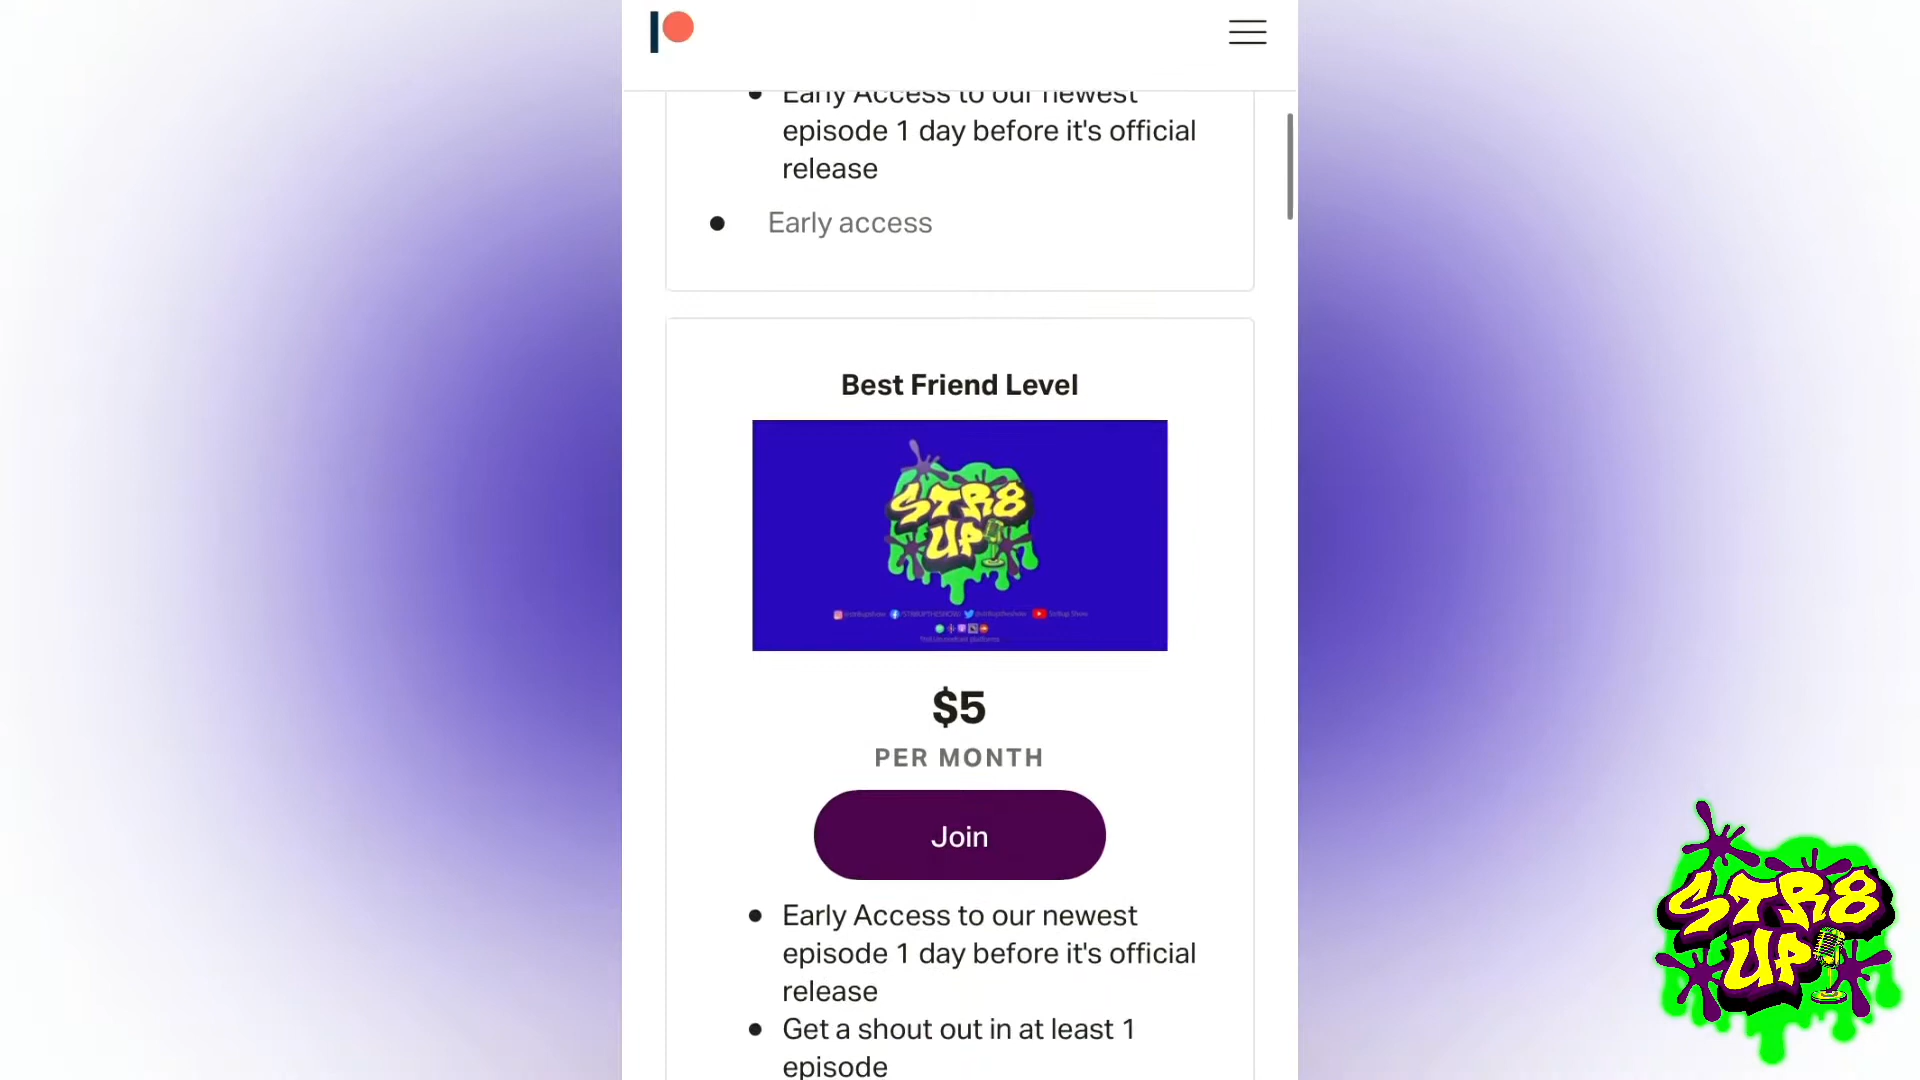 Early Access to our newest
episode 1 day before it's official
release
Early access
Best Friend Level
STR8
UP
$5
PER MONTH
Join
Early Access to our newest
episode 1 day before it's official
release
Get a shout out in at least 1
episode
STR8
UP